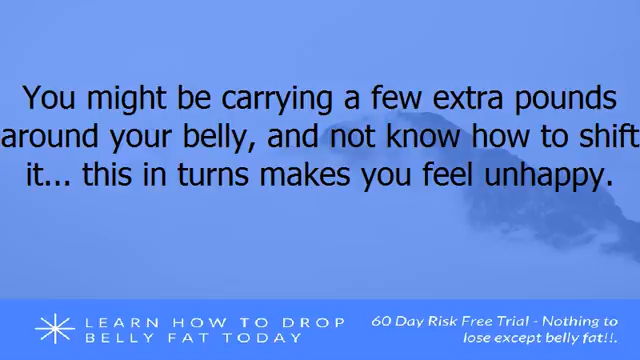 You might be carrying a few extra pounds
around your belly, and not know how to shift
it... this in turns makes you feel unhappy.
LEARN HOW TO DROP
BELLY FAT TODAY
60 Day Risk Free Trial - Nothing to
lose except belly fat!!.